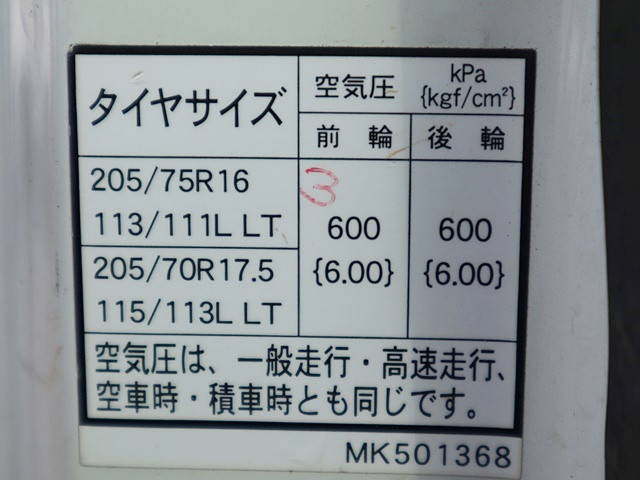 タイヤサイズ
空気圧 kPa {kgf/cm²}
前輪 後輪
205/75R16
113/111L LT
205/70R17.5
115/113L LT
3
600 600
{6.00} {6.00}
空気圧は、一般走行・高速走行、
空車時・積車時とも同じです。
MK501368